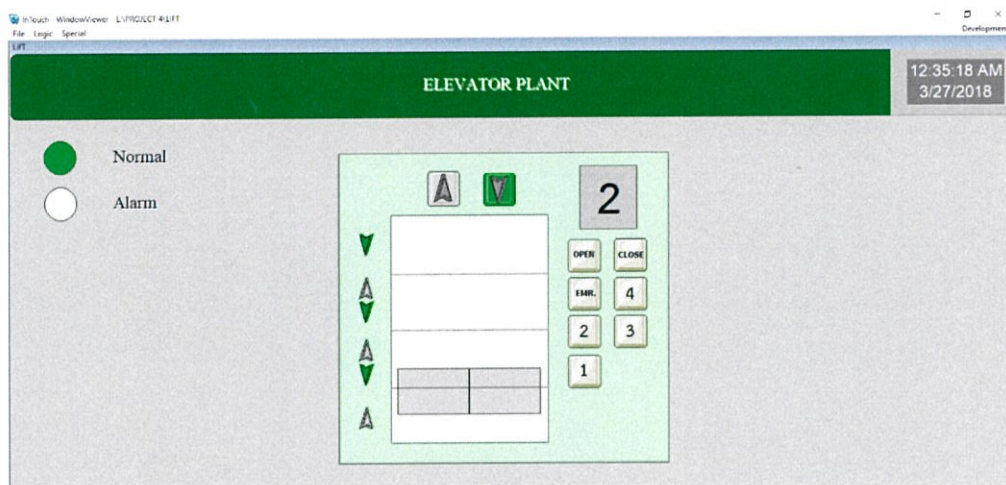 InTouch - WindowViewer - L:\PROJECT 4\LIFT
File Logic Special
Development
LIFT
ELEVATOR PLANT
12:35:18 AM
3/27/2018
Normal
Alarm
2
OPEN CLOSE
EMR. 4
2 3
1